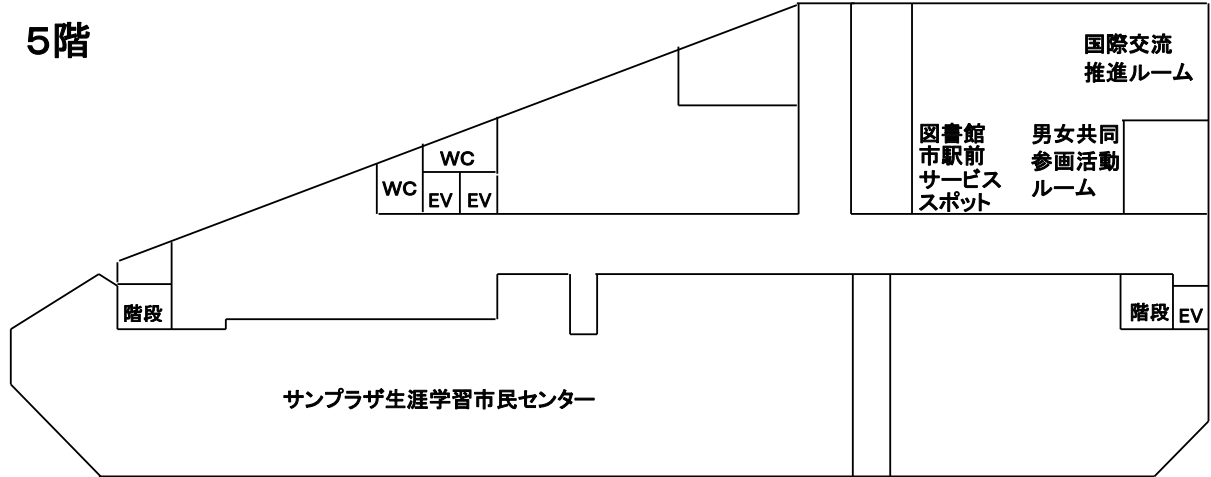 ５階
国際交流
推進ルーム
図書館
市駅前
サービス
スポット
男女共同
参画活動
ルーム
WC
WC
EV
EV
階段
階段
EV
サンプラザ生涯学習市民センター